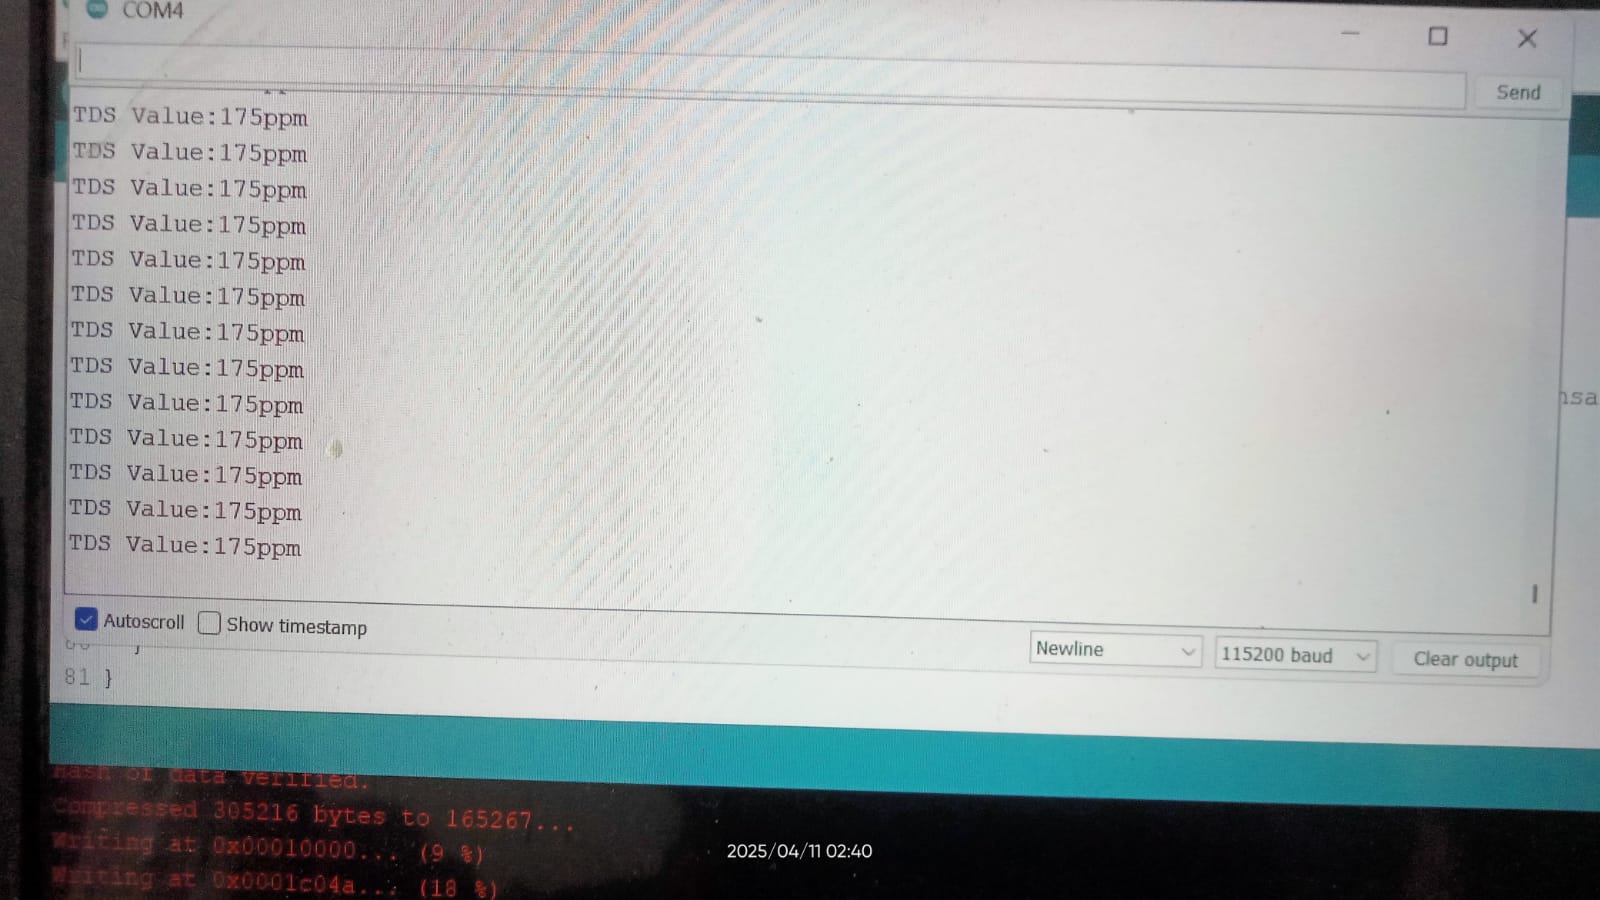 COM4
Send
TDS Value:175ppm
TDS Value:175ppm
TDS Value:175ppm
TDS Value:175ppm
TDS Value:175ppm
TDS Value:175ppm
TDS Value:175ppm
TDS Value:175ppm
TDS Value:175ppm
TDS Value:175ppm
TDS Value:175ppm
TDS Value:175ppm
TDS Value:175ppm
nsa
Autoscroll Show timestamp
Newline 115200 baud Clear output
81 }
Hash of data verified.
Compressed 305216 bytes to 165267...
Writing at 0x00010000... (9 %)
Writing at 0x0001c04a... (18 %)
2025/04/11 02:40